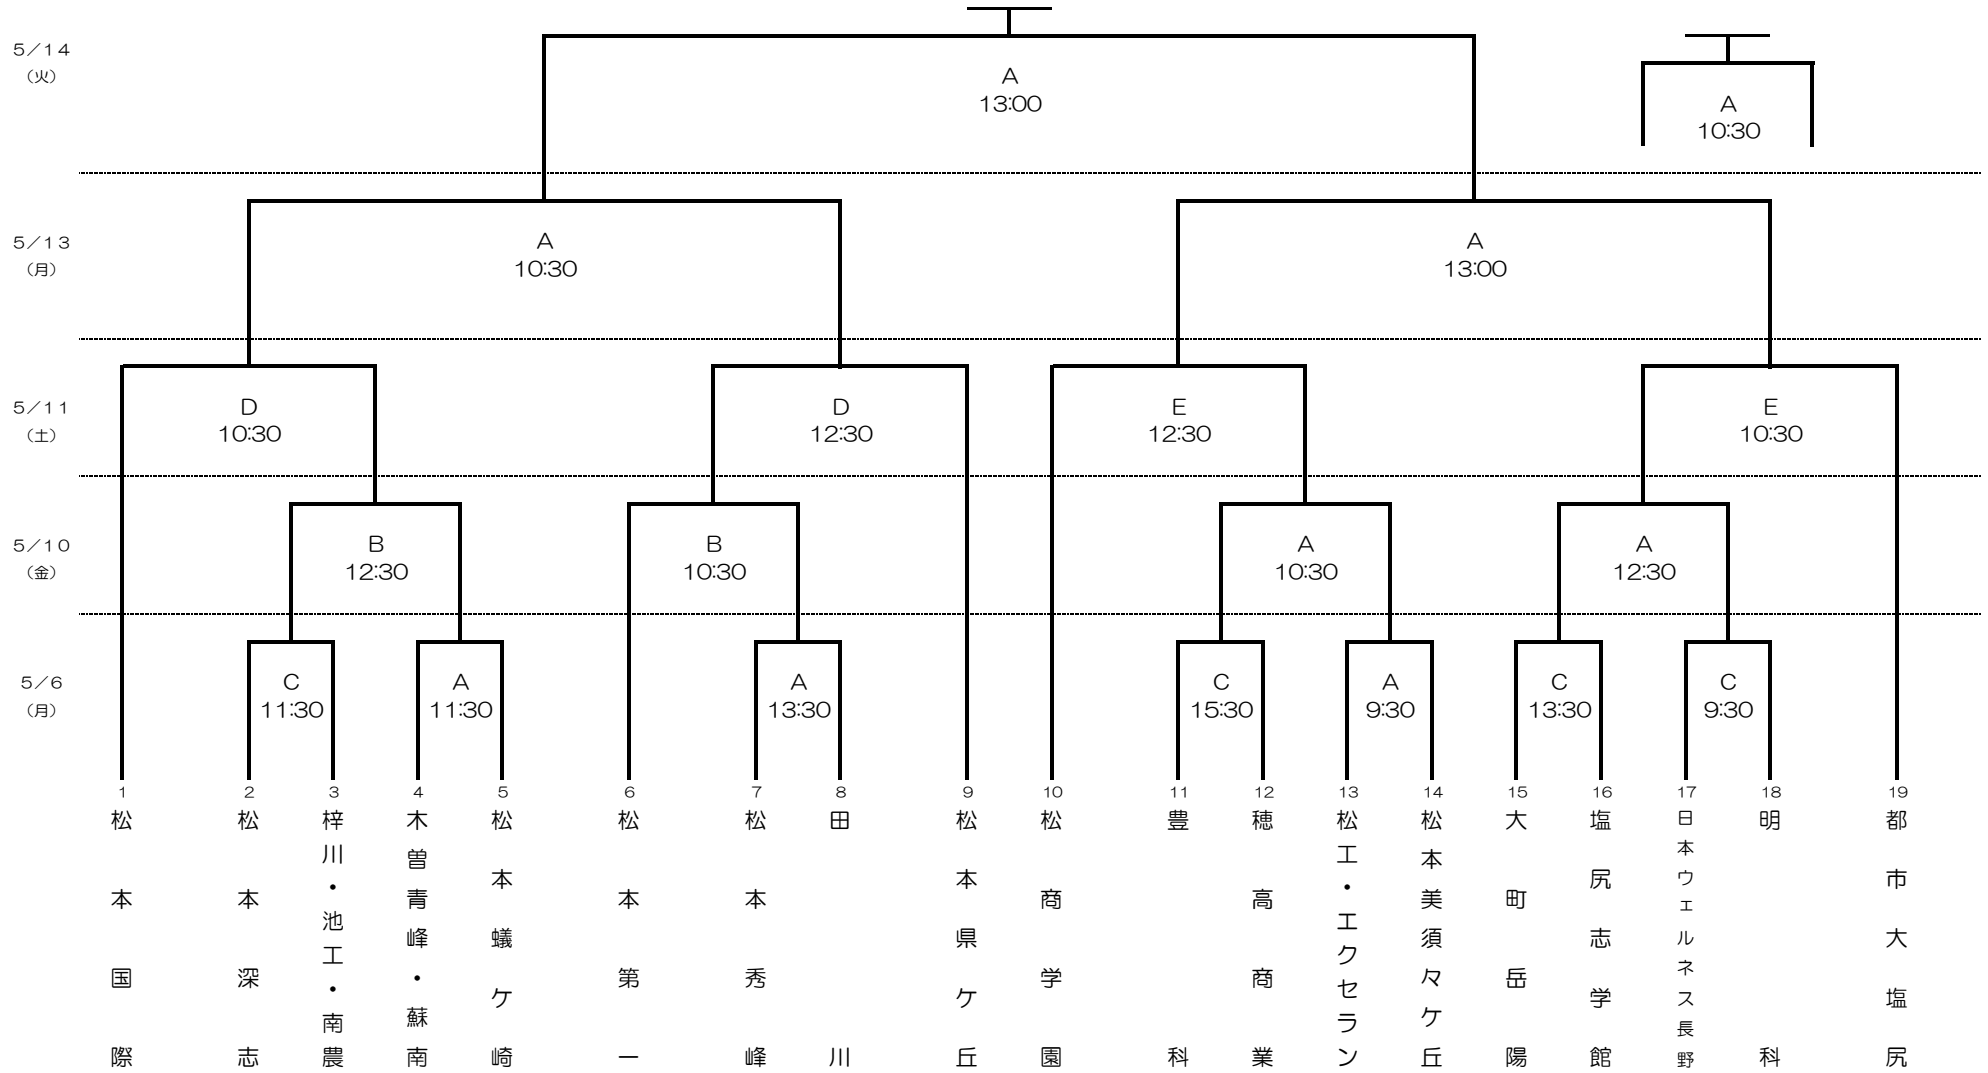 5／14
（火）
A
13:00
A
10:30
5／13
（月）
A
10:30
A
13:00
5／11
（土）
D
10:30
D
12:30
E
12:30
E
10:30
5／10
（金）
B
12:30
B
10:30
A
10:30
A
12:30
5／6
（月）
C
11:30
A
11:30
A
13:30
C
15:30
A
9:30
C
13:30
C
9:30
1
松本国際
2
松本深志
3
梓川・池工・南農
4
木曽青峰・蘇南
5
松本蟻ケ崎
6
松本第一
7
松本秀峰
8
田川
9
松本県ケ丘
10
松商学園
11
豊科
12
穂高商業
13
松工・エクセラン
14
松本美須々ケ丘
15
大町岳陽
16
塩尻志学館
17
日本ウェルネス長野
18
明科
19
都市大塩尻